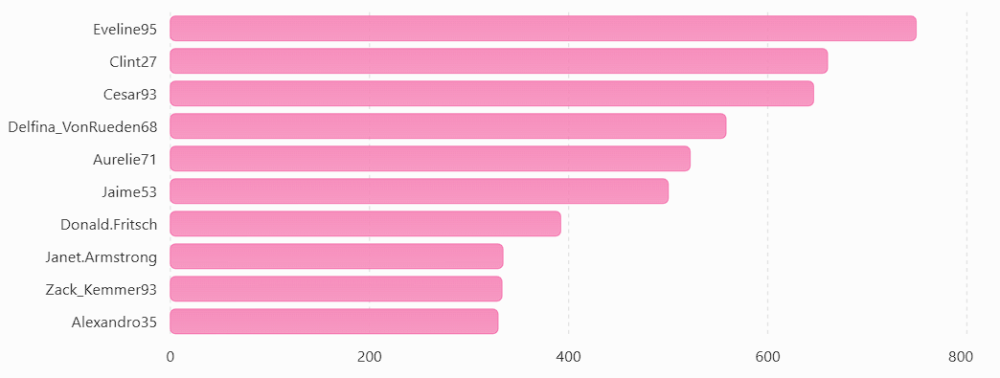 Eveline95
Clint27
Cesar93
Delfina_VonRueden68
Aurelie71
Jaime53
Donald.Fritsch
Janet.Armstrong
Zack_Kemmer93
Alexandro35
0 200 400 600 800